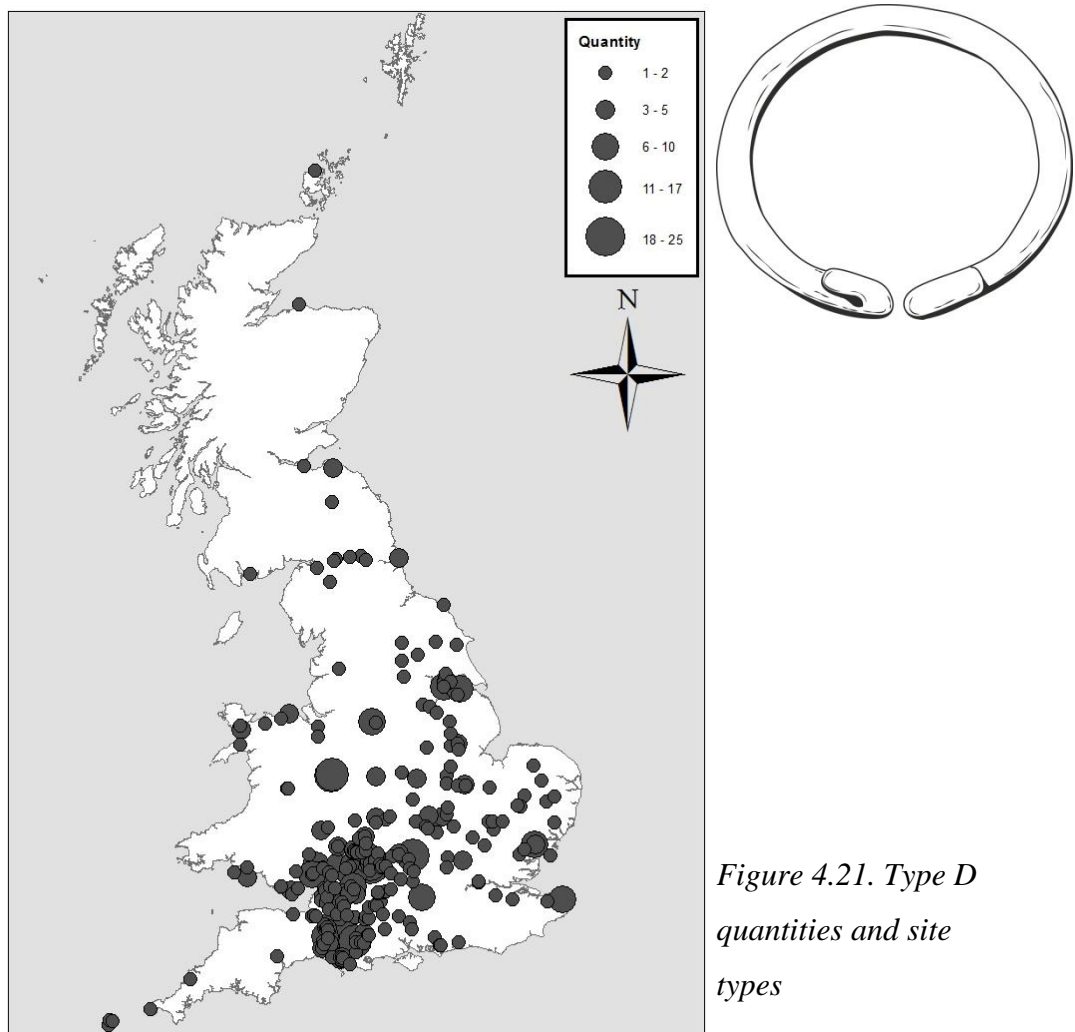 Quantity
1 - 2
3 - 5
6 - 10
11 - 17
18 - 25
N
Figure 4.21. Type D
quantities and site
types